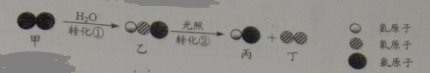 H₂O
转化①
光照
转化②
+
甲
乙
丙
丁
氢原子
氧原子
氯原子